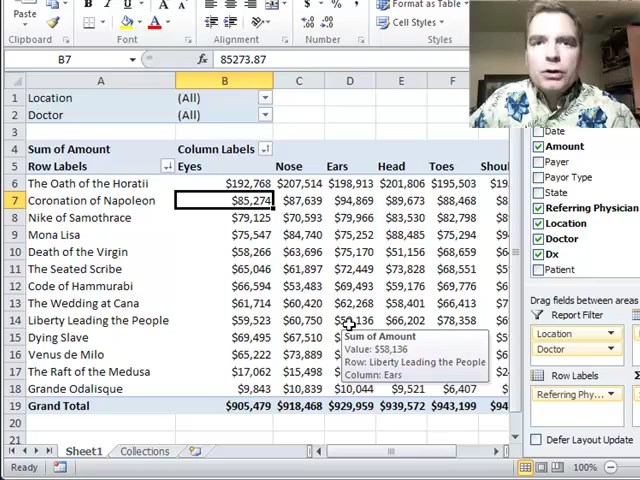 Paste
Format as Table
Cell Styles
Clipboard
Font
Alignment
Number
Styles
B7
fx
85273.87
A B C D E F
1 Location (All)
2 Doctor (All)
3
4 Sum of Amount Column Labels
5 Row Labels Eyes Nose Ears Head Toes Shou
6 The Oath of the Horatii $192,768 $207,514 $198,913 $201,806 $195,503 $19
7 Coronation of Napoleon $85,274 $87,639 $94,869 $89,673 $88,468 $8
8 Nike of Samothrace $79,125 $70,593 $79,966 $83,530 $82,798 $8
9 Mona Lisa $75,547 $84,740 $75,252 $88,485 $75,294
10 Death of the Virgin $58,266 $63,696 $75,170 $51,156 $68,659
11 The Seated Scribe $65,046 $61,897 $72,449 $73,828 $68,551
12 Code of Hammurabi $66,594 $53,483 $69,493 $59,176 $56,281
13 The Wedding at Cana $61,714 $60,420 $62,268 $58,401 $66,413
14 Liberty Leading the People $59,523 $60,750 $66,202 $78,358
15 Dying Slave $69,495 $67,510
16 Venus de Milo $65,222 $73,889
17 The Raft of the Medusa $17,062 $15,498
18 Grande Odalisque $9,843 $10,839 $10,044 $9,521 $6,407
19 Grand Total $905,479 $918,468 $929,959 $939,572 $943,199 $94
20
21
Sum of Amount
Value: $58,136
Row: Liberty Leading the People
Column: Ears
Date
Amount
Payer
Payor Type
State
Referring Physician
Location
Doctor
Dx
Patient
Drag fields between areas
Report Filter
Location
Doctor
Row Labels
Referring Phy...
Defer Layout Update
Sheet1
Collections
Ready
100%